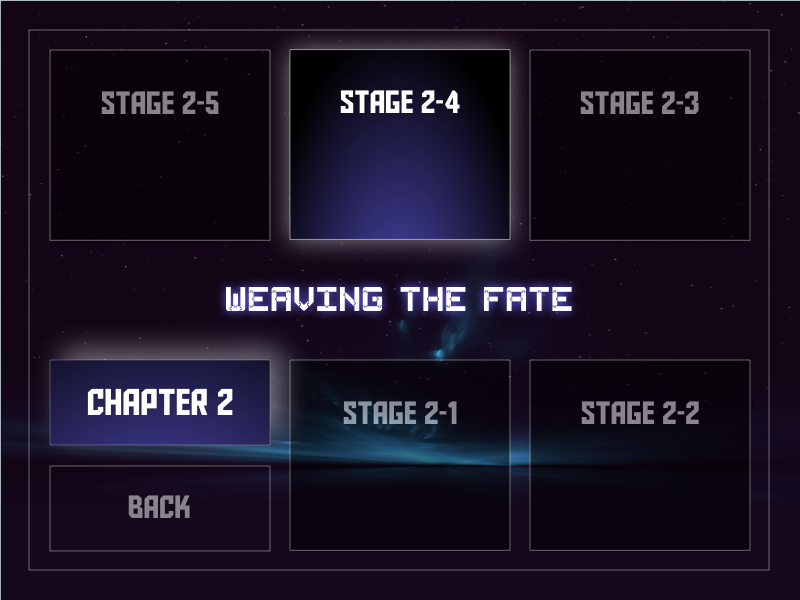 STAGE 2-5
STAGE 2-4
STAGE 2-3
WEAVING THE FATE
CHAPTER 2
STAGE 2-1
STAGE 2-2
BACK